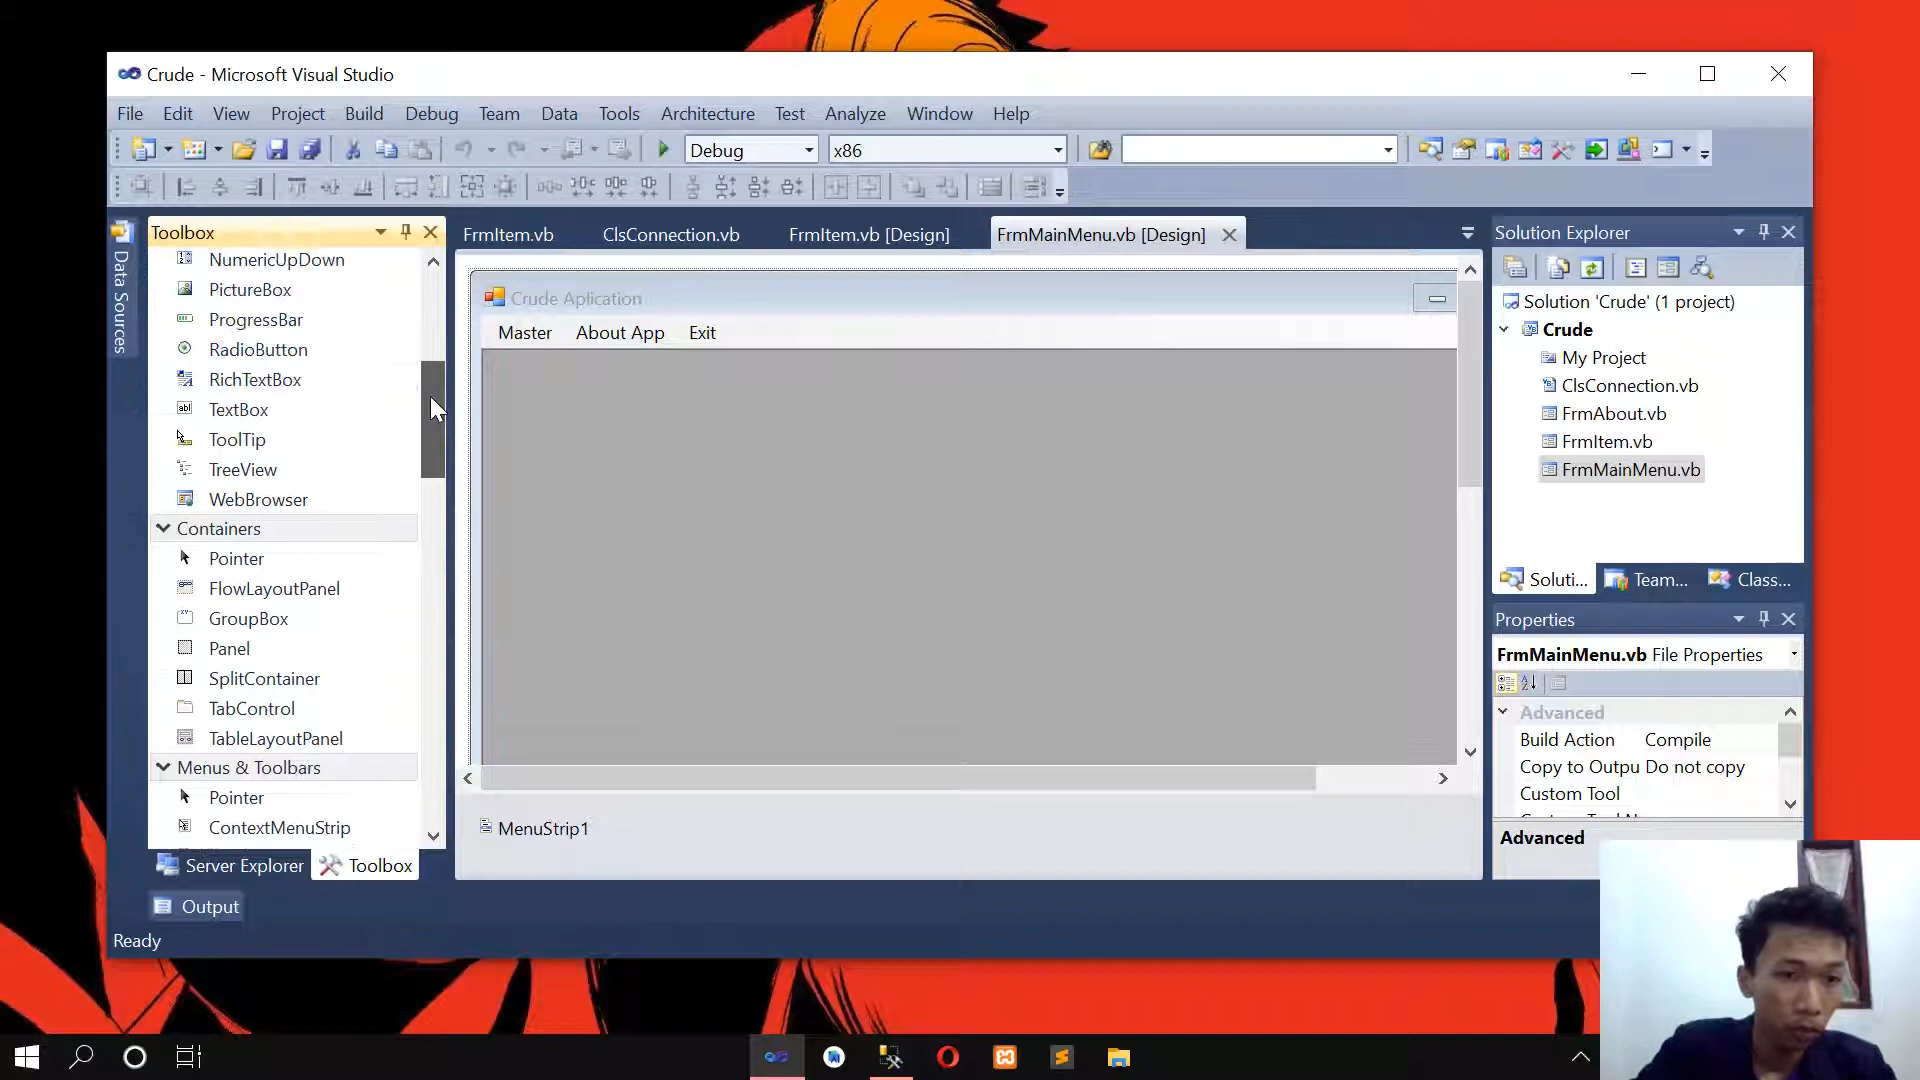 Crude - Microsoft Visual Studio
File Edit View Project Build Debug Team Data Tools Architecture Test Analyze Window Help
Debug x86
Data Sources
Toolbox
NumericUpDown
PictureBox
ProgressBar
RadioButton
RichTextBox
TextBox
ToolTip
TreeView
WebBrowser
Containers
Pointer
FlowLayoutPanel
GroupBox
Panel
SplitContainer
TabControl
TableLayoutPanel
Menus & Toolbars
Pointer
ContextMenuStrip
Server Explorer Toolbox
Output
Ready
FrmItem.vb ClsConnection.vb FrmItem.vb [Design] FrmMainMenu.vb [Design]
Crude Aplication
Master About App Exit
MenuStrip1
Solution Explorer
Solution 'Crude' (1 project)
Crude
My Project
ClsConnection.vb
FrmAbout.vb
FrmItem.vb
FrmMainMenu.vb
Soluti... Team... Class...
Properties
FrmMainMenu.vb File Properties
Advanced
Build Action Compile
Copy to Outpu Do not copy
Custom Tool
Advanced